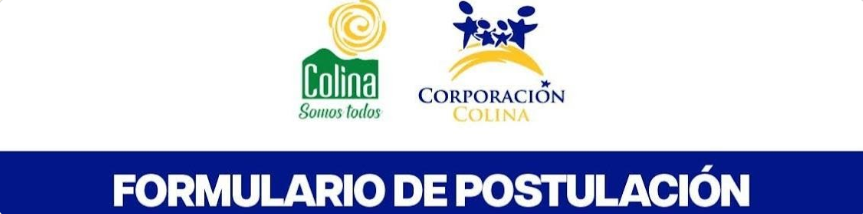 Colina
Somos todos
CORPORACIÓN
COLINA
FORMULARIO DE POSTULACIÓN